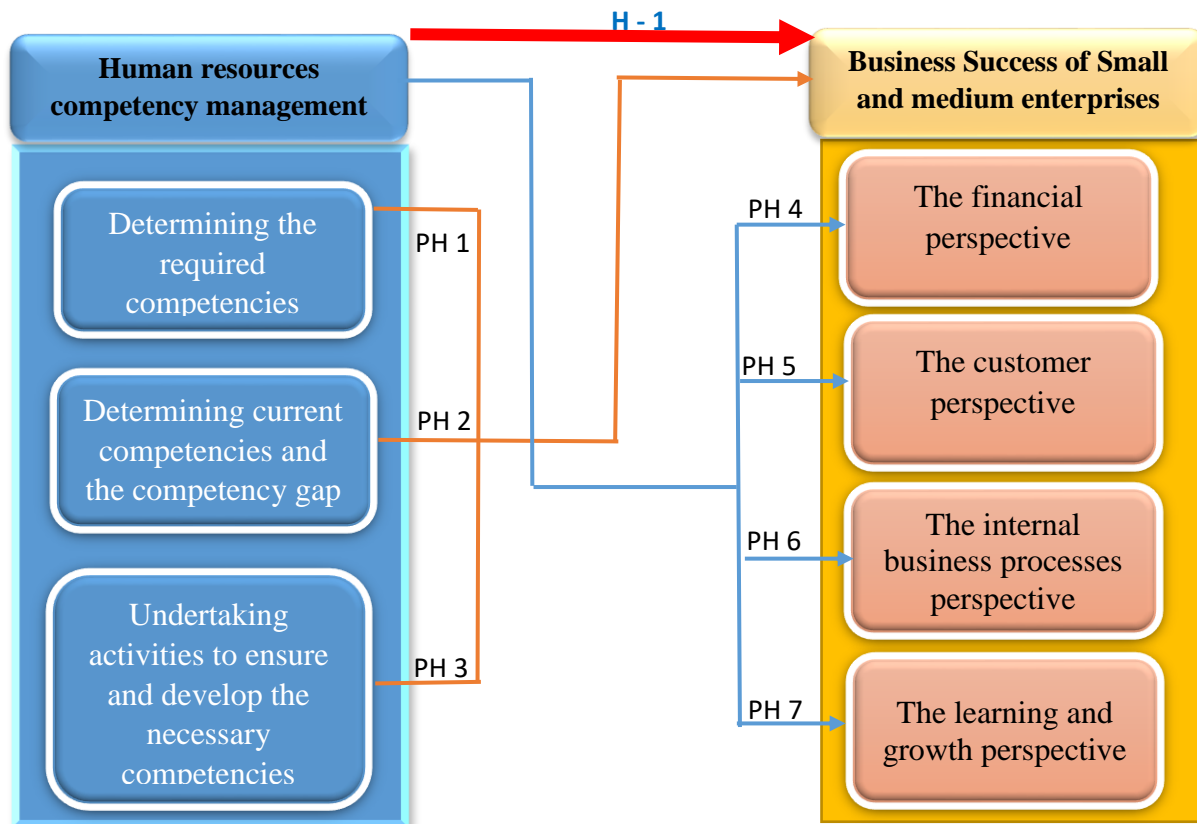 H - 1
Human resources
competency management
Business Success of Small
and medium enterprises
Determining the
required
competencies
PH 1
Determining current
competencies and
the competency gap
PH 2
Undertaking
activities to ensure
and develop the
necessary
competencies
PH 3
PH 4
The financial
perspective
PH 5
The customer
perspective
PH 6
The internal
business processes
perspective
PH 7
The learning and
growth perspective